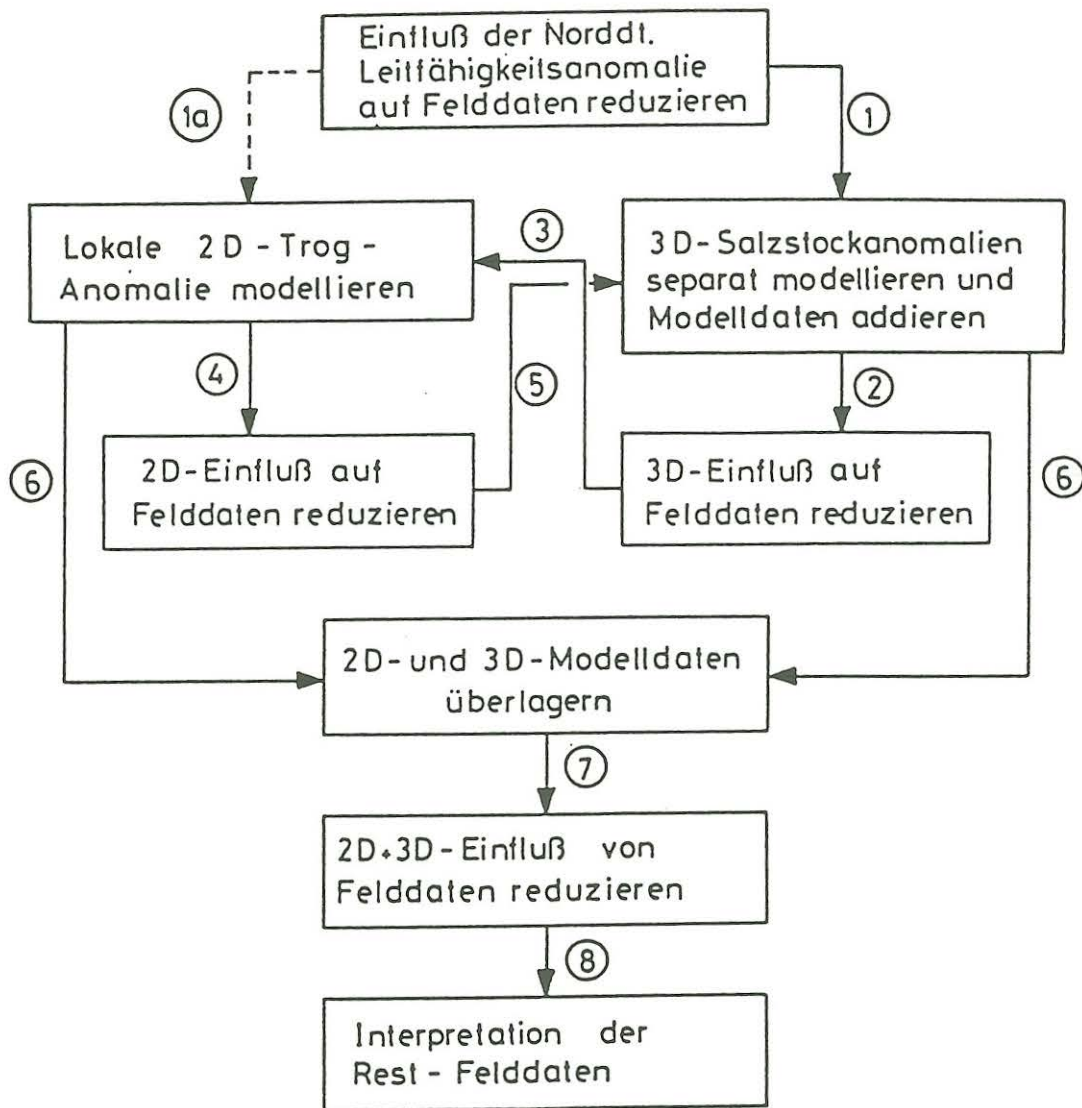 Einfluß der Norddt.
Leitfähigkeitsanomalie
auf Felddaten reduzieren
1a
1
Lokale 2D-Trog-
Anomalie modellieren
3
3D-Salzstockanomalien
separat modellieren und
Modelldaten addieren
4
5
2
6
2D-Einfluß auf
Felddaten reduzieren
3D-Einfluß auf
Felddaten reduzieren
6
2D-und 3D-Modelldaten
überlagern
7
2D+3D-Einfluß von
Felddaten reduzieren
8
Interpretation der
Rest-Felddaten